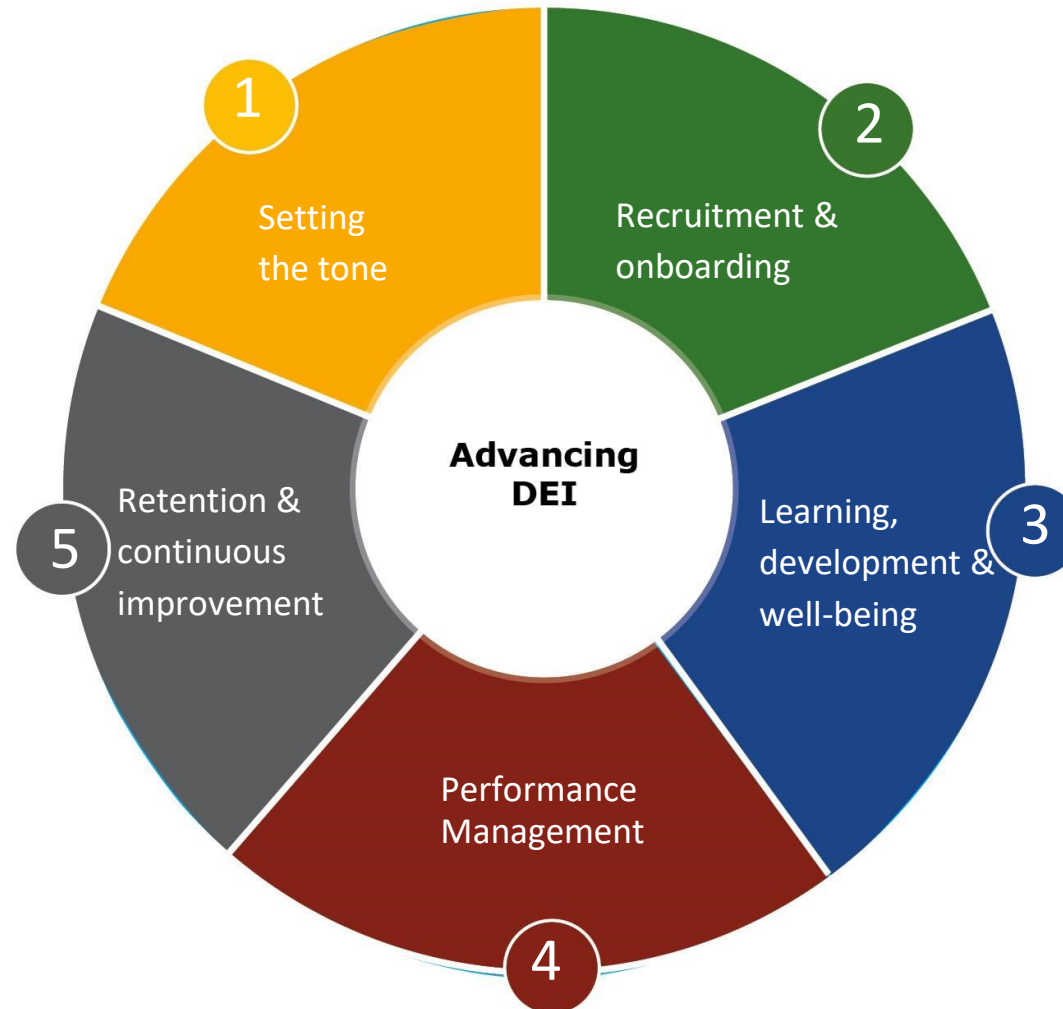 1
Setting
the tone
2
Recruitment &
onboarding
Advancing
DEI
3
Learning,
development &
well-being
4
Performance
Management
5
Retention &
continuous
improvement